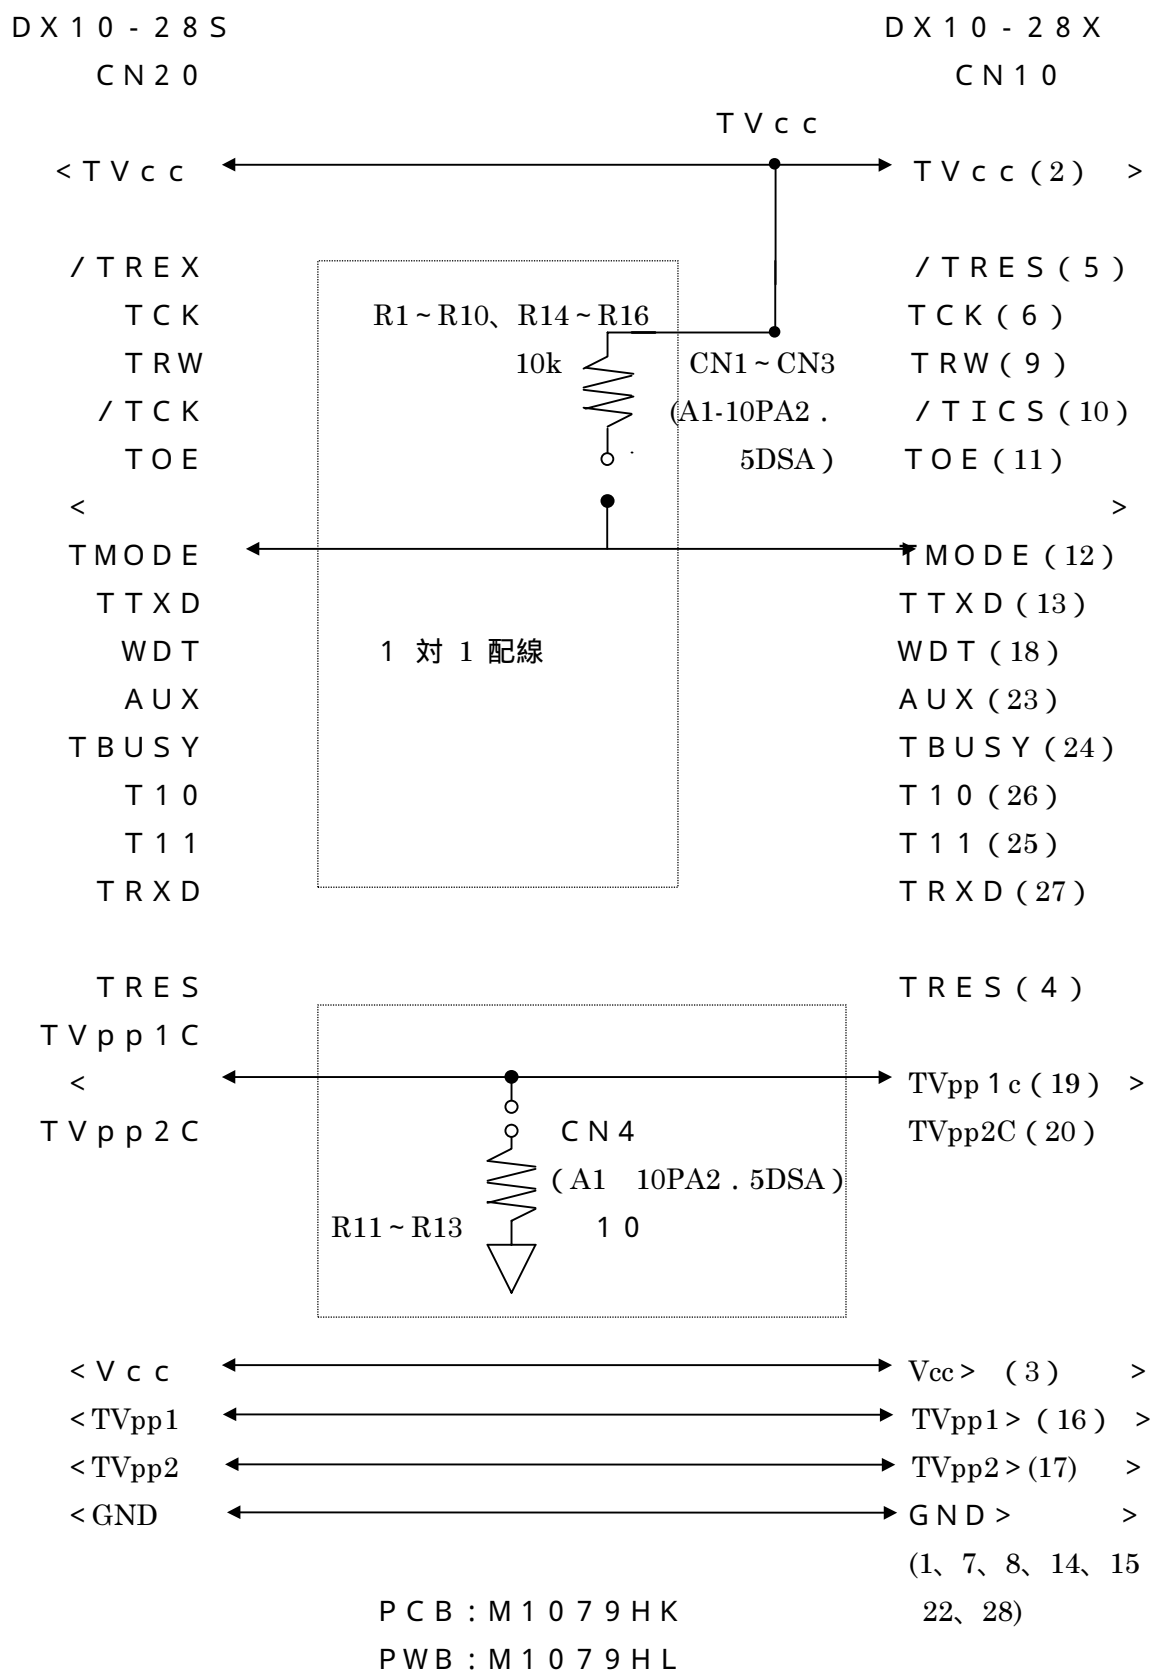 DX10-28S DX10-28X
CN20 CN10
TVcc
<TVcc TVcc(2) >
/TREX /TRES(5)
TCK R1~R10、R14~R16 TCK(6)
TRW 10k CN1~CN3 TRW(9)
/TCK (A1-10PA2. /TICS(10)
TOE 5DSA) TOE(11)
< >
TMODE TMODE(12)
TTXD TTXD(13)
WDT 1 対 1 配線 WDT(18)
AUX AUX(23)
TBUSY TBUSY(24)
T10 T10(26)
T11 T11(25)
TRXD TRXD(27)
TRES TRES(4)
TVpp1C
< TVpp1c(19) >
TVpp2C CN4 TVpp2C(20)
(A1 10PA2.5DSA)
R11~R13 10
<Vcc Vcc> (3) >
<TVpp1 TVpp1>(16) >
<TVpp2 TVpp2>(17) >
<GND GND> >
(1、7、8、14、15
22、28)
PCB:M1079HK
PWB:M1079HL